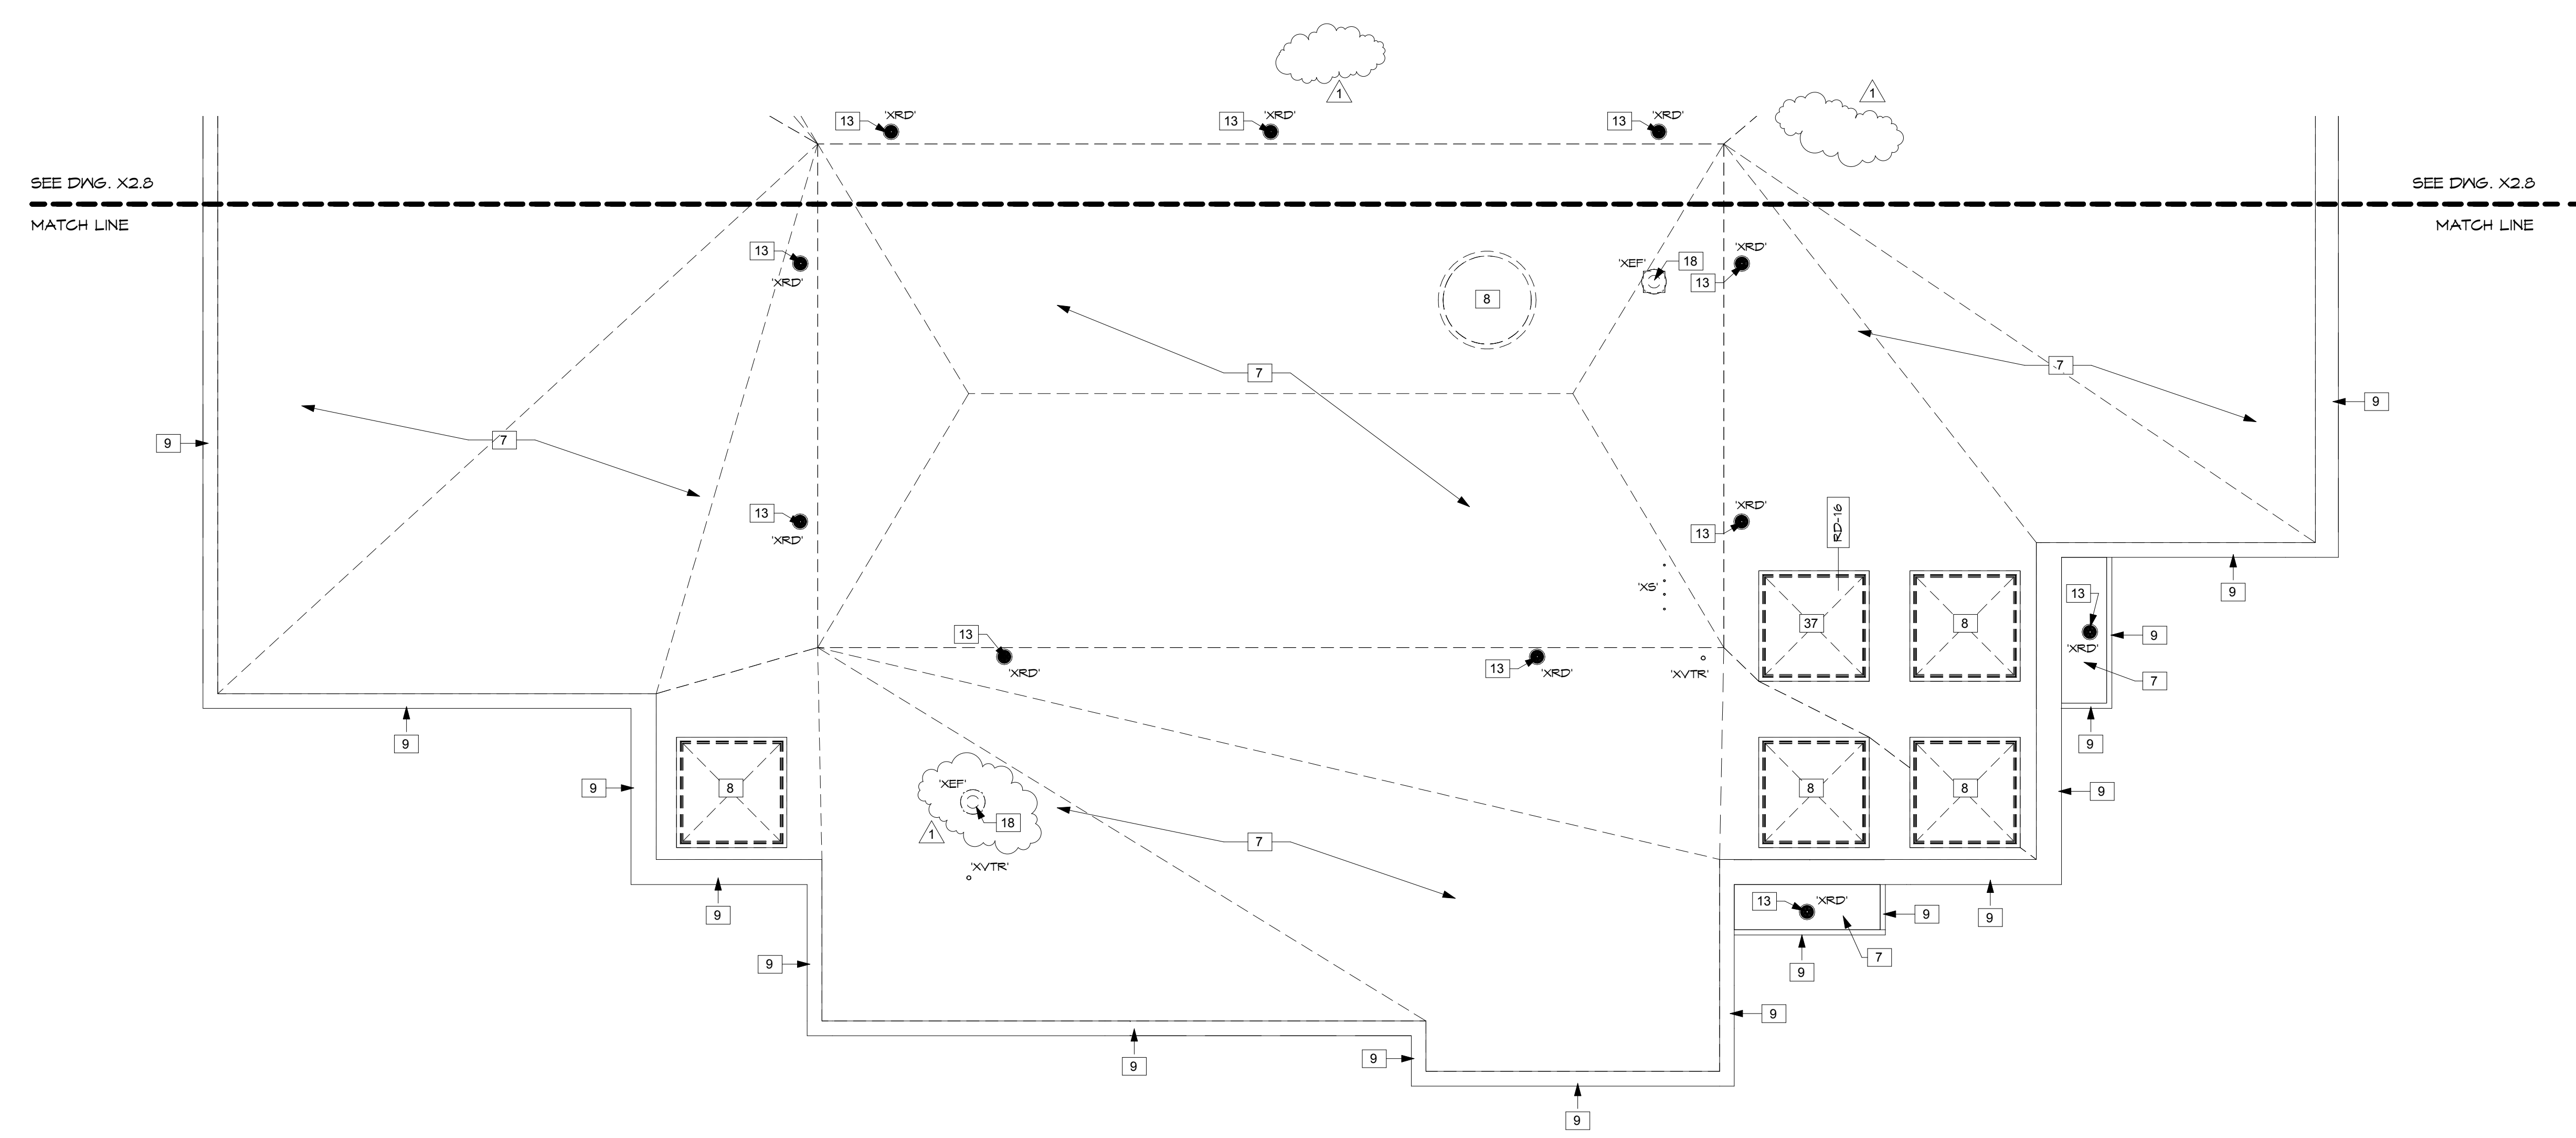 1
1
13 'XRD'
13 'XRD'
13 'XRD'
SEE DWG. X2.8
SEE DWG. X2.8
MATCH LINE
MATCH LINE
13
'XRD'
'XRD'
13
'XEF' 18
8
7
7
9
7
9
13
'XRD'
'XRD'
13
RD-16
'XS'
9
13
37
8
13
'XRD'
13
'XRD'
'XVTR'
9
'XRD'
7
9
9
9
8
'XEF'
18
1
'XVTR'
7
8
8
9
9
13 'XRD'
9
9
7
9
9
9
9
9
9